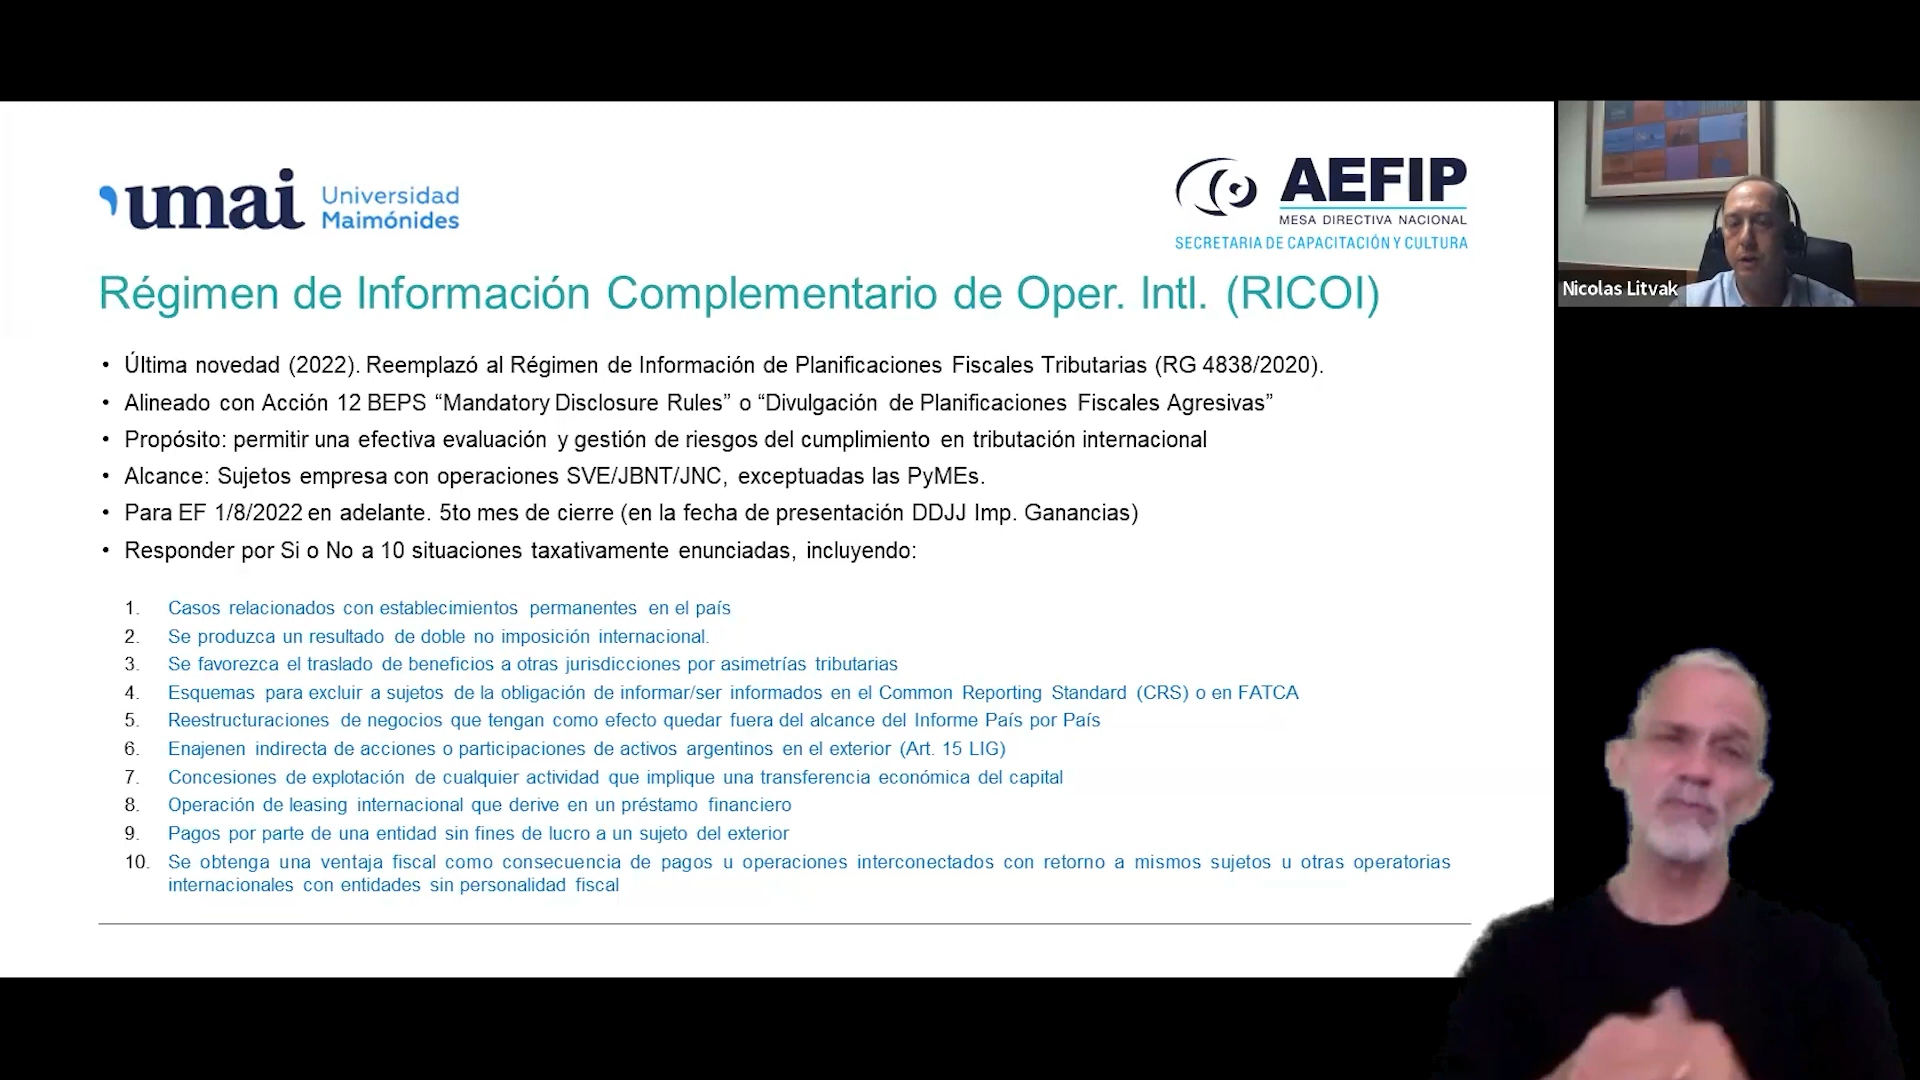 umai Universidad
Maimónides
AEFIP
MESA DIRECTIVA NACIONAL
SECRETARIA DE CAPACITACIÓN Y CULTURA
Régimen de Información Complementario de Oper. Intl. (RICOI)
• Última novedad (2022). Reemplazó al Régimen de Información de Planificaciones Fiscales Tributarias (RG 4838/2020).
• Alineado con Acción 12 BEPS “Mandatory Disclosure Rules” o “Divulgación de Planificaciones Fiscales Agresivas”
• Propósito: permitir una efectiva evaluación y gestión de riesgos del cumplimiento en tributación internacional
• Alcance: Sujetos empresa con operaciones SVE/JBNT/JNC, exceptuadas las PyMEs.
• Para EF 1/8/2022 en adelante. 5to mes de cierre (en la fecha de presentación DDJJ Imp. Ganancias)
• Responder por Si o No a 10 situaciones taxativamente enunciadas, incluyendo:
1. Casos relacionados con establecimientos permanentes en el país
2. Se produzca un resultado de doble no imposición internacional.
3. Se favorezca el traslado de beneficios a otras jurisdicciones por asimetrías tributarias
4. Esquemas para excluir a sujetos de la obligación de informar/ser informados en el Common Reporting Standard (CRS) o en FATCA
5. Reestructuraciones de negocios que tengan como efecto quedar fuera del alcance del Informe País por País
6. Enajenen indirecta de acciones o participaciones de activos argentinos en el exterior (Art. 15 LIG)
7. Concesiones de explotación de cualquier actividad que implique una transferencia económica del capital
8. Operación de leasing internacional que derive en un préstamo financiero
9. Pagos por parte de una entidad sin fines de lucro a un sujeto del exterior
10. Se obtenga una ventaja fiscal como consecuencia de pagos u operaciones interconectados con retorno a mismos sujetos u otras operatorias
internacionales con entidades sin personalidad fiscal
Nicolas Litvak